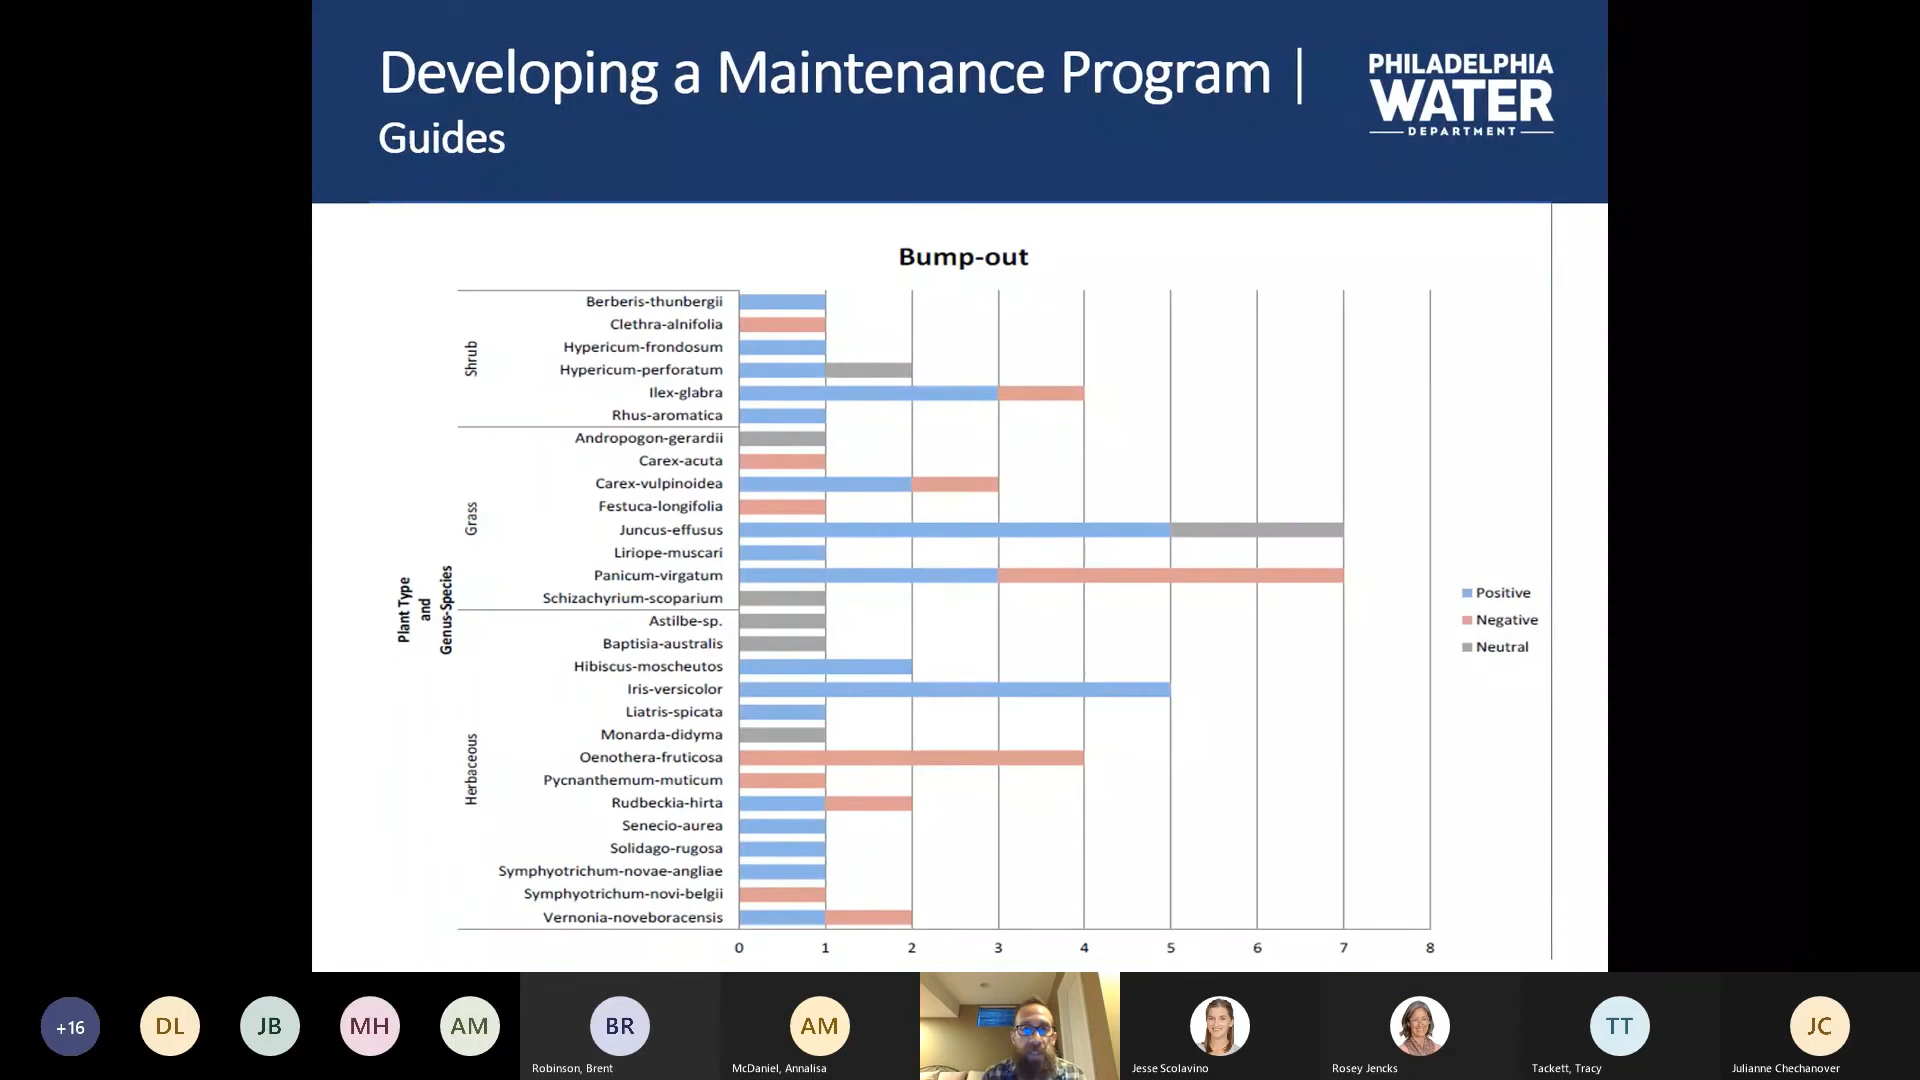 Developing a Maintenance Program |
Guides
PHILADELPHIA
WATER
DEPARTMENT
Bump-out
Plant Type
and
Genus-Species
Shrub
Berberis-thunbergii
Clethra-alnifolia
Hypericum-frondosum
Hypericum-perforatum
Ilex-glabra
Rhus-aromatica
Grass
Andropogon-gerardii
Carex-acuta
Carex-vulpinoidea
Festuca-longifolia
Juncus-effusus
Liriope-muscari
Panicum-virgatum
Schizachyrium-scoparium
Herbaceous
Astilbe-sp.
Baptisia-australis
Hibiscus-moscheutos
Iris-versicolor
Liatris-spicata
Monarda-didyma
Oenothera-fruticosa
Pycnanthemum-muticum
Rudbeckia-hirta
Senecio-aurea
Solidago-rugosa
Symphyotrichum-novae-angliae
Symphyotrichum-novi-belgii
Vernonia-noveboracensis
0 1 2 3 4 5 6 7 8
Positive
Negative
Neutral
+16 DL JB MH AM BR AM TT JC
Robinson, Brent McDaniel, Annalisa Jesse Scolavino Rosey Jencks Tackett, Tracy Julianne Chechanover